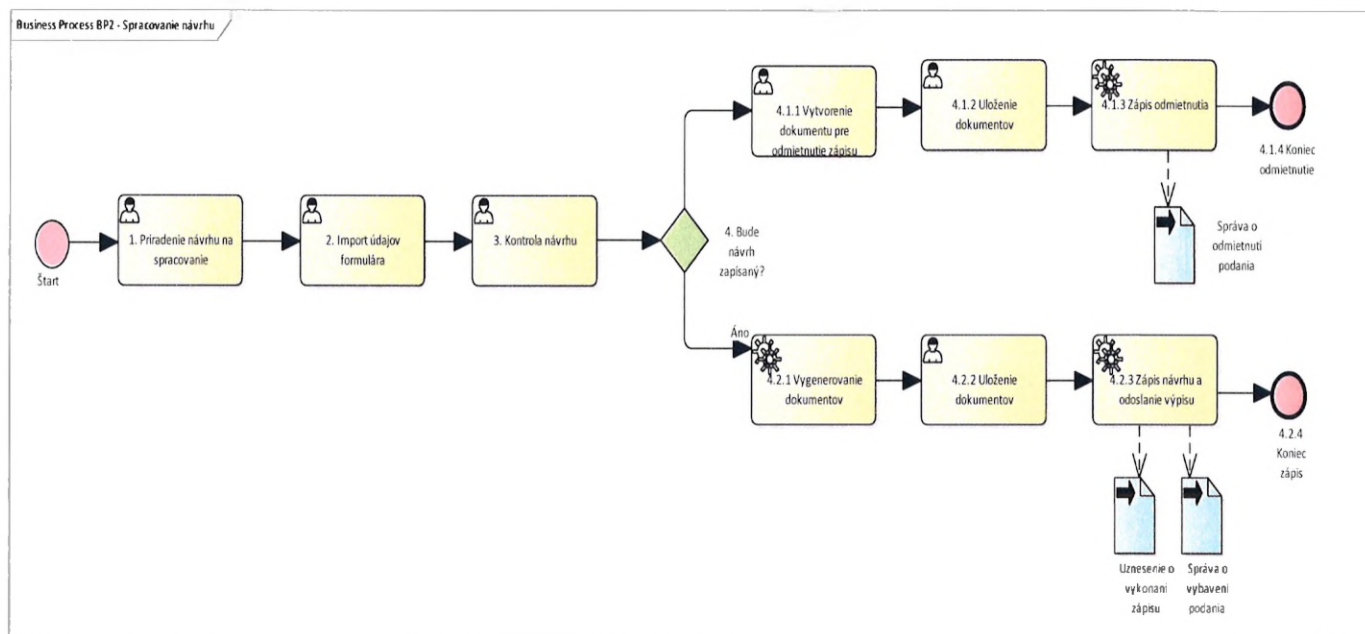 Business Process BP2 - Spracovanie návrhu
Štart
1. Priradenie návrhu na
spracovanie
2. Import údajov
formulára
3. Kontrola návrhu
4. Bude
návrh
zapísaný?
4.1.1 Vytvorenie
dokumentu pre
odmietnutie zápisu
4.1.2 Uloženie
dokumentov
4.1.3 Zápis odmietnutia
4.1.4 Koniec
odmietnutie
Správa o
odmietnutí
podania
Áno
4.2.1 Vygenerovanie
dokumentov
4.2.2 Uloženie
dokumentov
4.2.3 Zápis návrhu a
odoslanie výpisu
4.2.4
Koniec
zápis
Uznesenie o
vykonaní
zápisu
Správa o
vybavení
podania